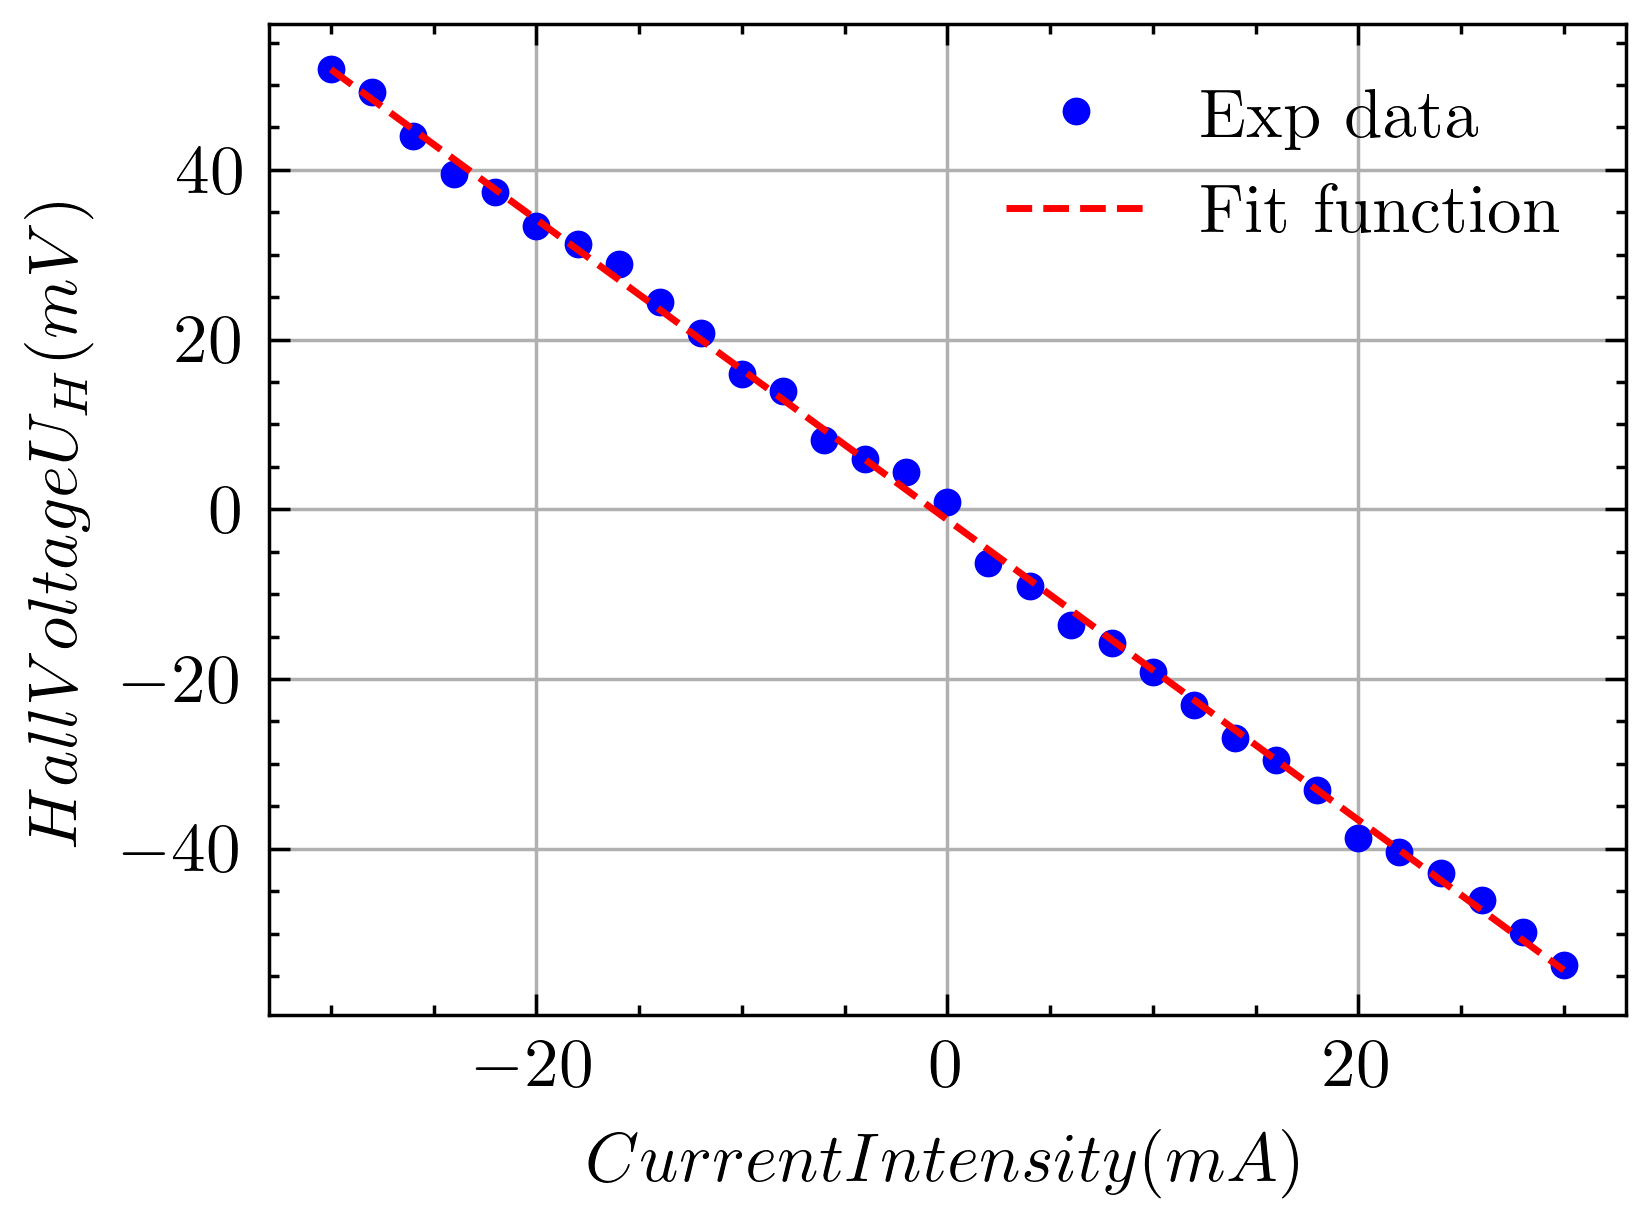 Exp data
Fit function
40
20
0
−20
−40
HallVoltageU_H(mV)
−20 0 20
CurrentIntensity(mA)